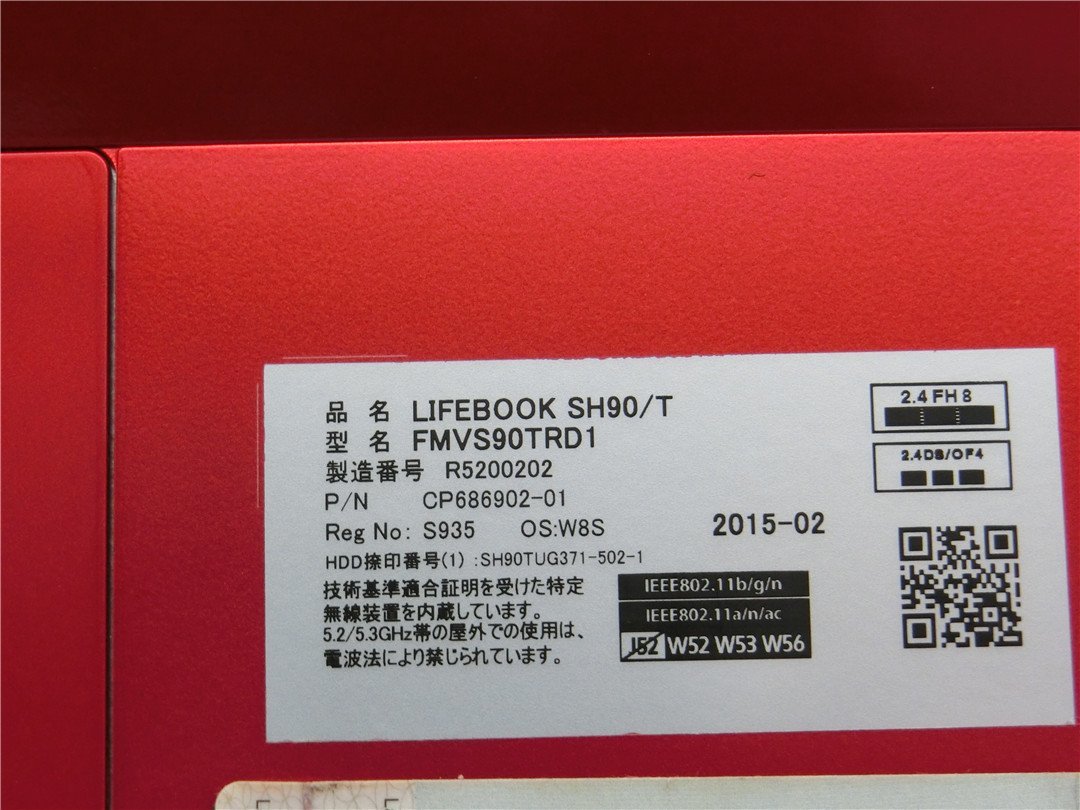 品 名 LIFEBOOK SH90/T
型 名 FMVS90TRD1
製造番号 R5200202
P/N CP686902-01
Reg No: S935 OS:W8S
2015-02
HDD捺印番号(1) :SH90TUG371-502-1
技術基準適合証明を受けた特定
無線装置を内蔵しています。
5.2/5.3GHz帯の屋外での使用は、
電波法により禁じられています。
2.4FH8
2.4DS/OF4
IEEE802.11b/g/n
IEEE802.11a/n/ac
J52 W52 W53 W56